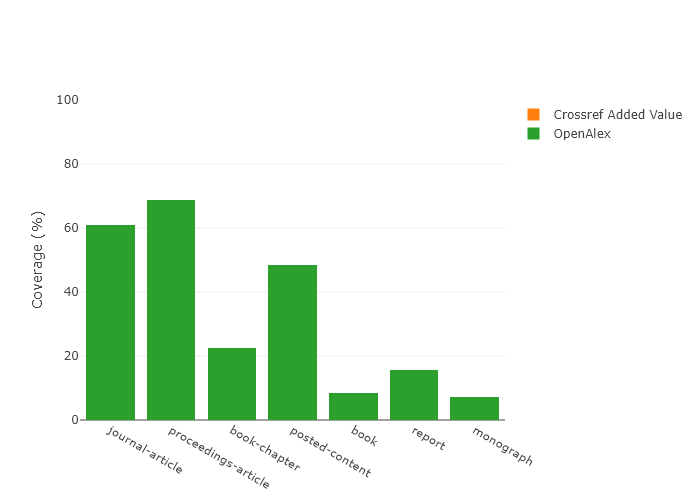 100
80
60
40
20
0
Coverage (%)
journal-article
proceedings-article
book-chapter
posted-content
book
report
monograph
Crossref Added Value
OpenAlex